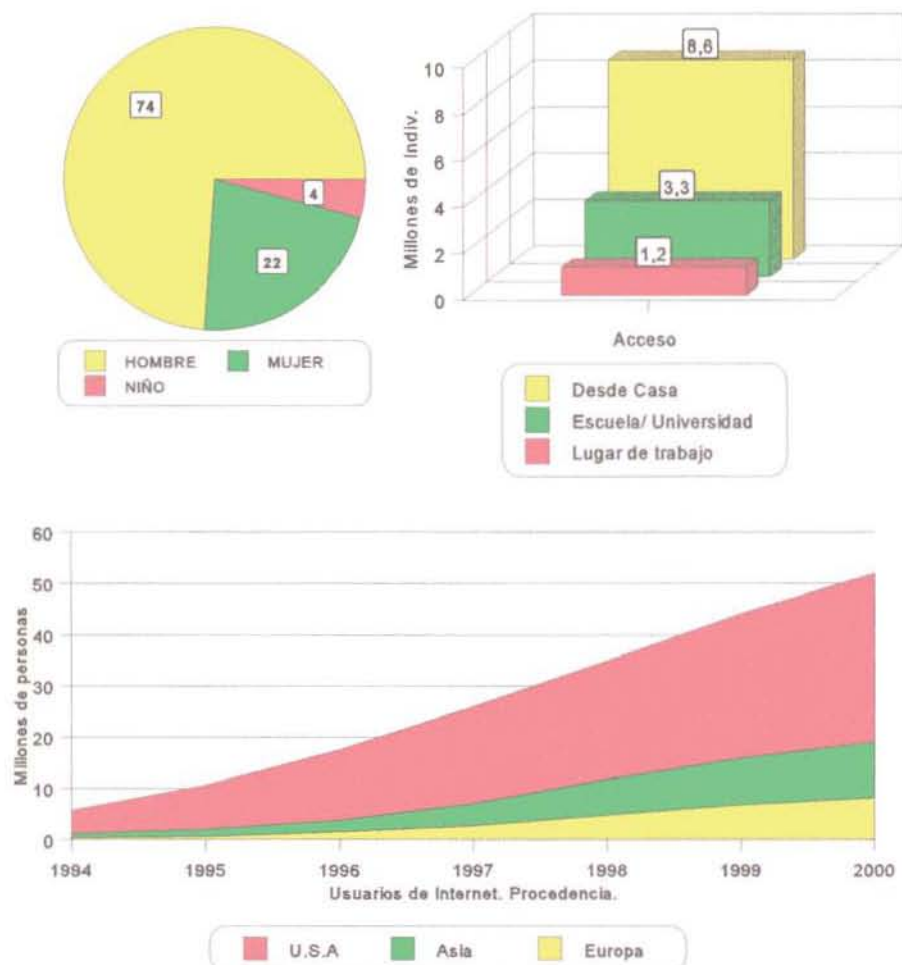 74
4
22
HOMBRE MUJER
NIÑO
Millones de Indiv.
10
8
6
4
2
0
8,6
3,3
1,2
Acceso
Desde Casa
Escuela/ Universidad
Lugar de trabajo
Millones de personas
60
50
40
30
20
10
0
1994 1995 1996 1997 1998 1999 2000
Usuarios de Internet. Procedencia.
U.S.A Asia Europa